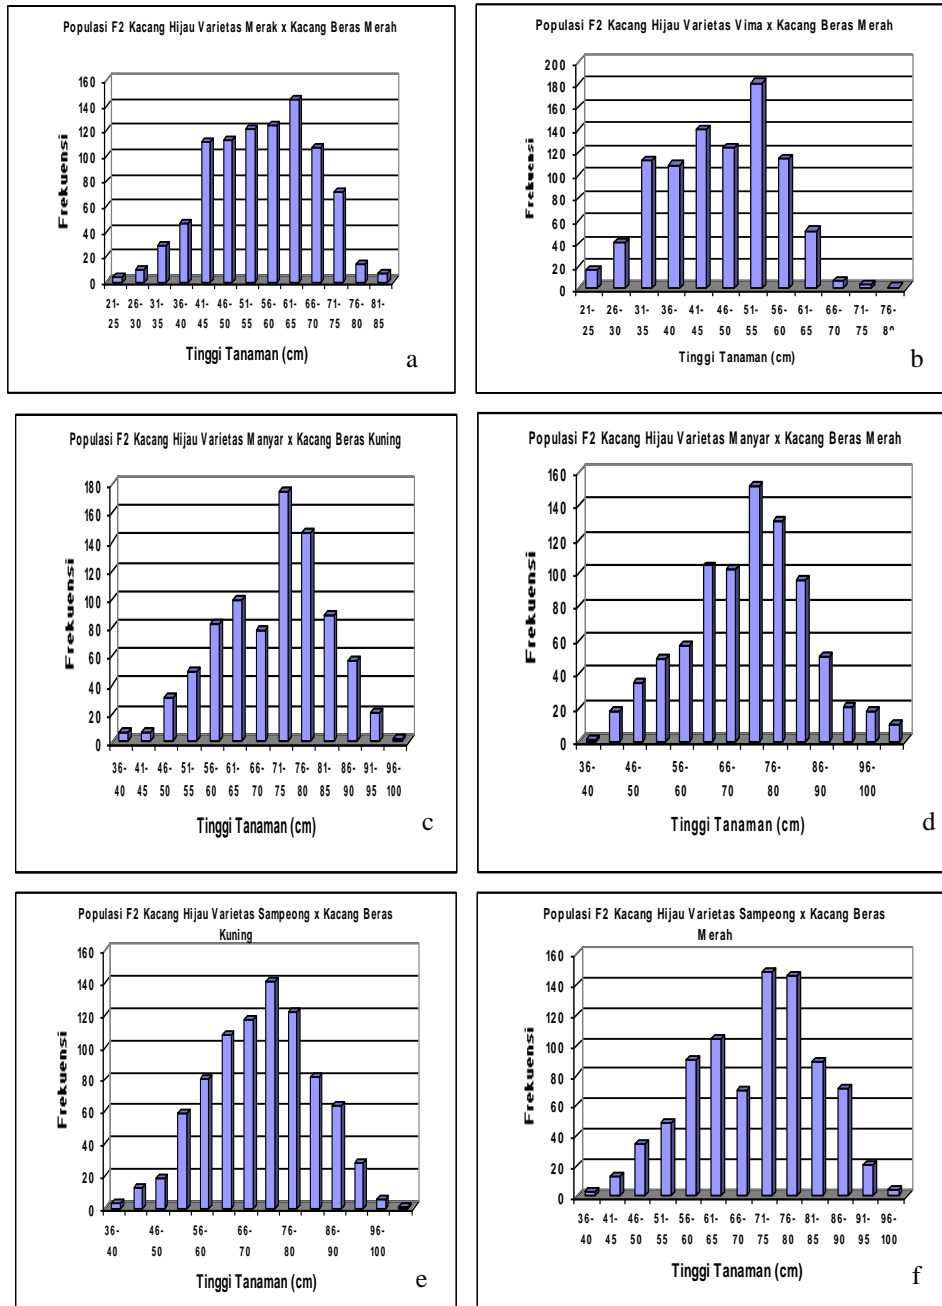 Populasi F2 Kacang Hijau Varietas Merak x Kacang Beras Merah
Frekuensi
160
140
120
100
80
60
40
20
0
21- 26- 31- 36- 41- 46- 51- 56- 61- 66- 71- 76- 81-
25 30 35 40 45 50 55 60 65 70 75 80 85
Tinggi Tanaman (cm)
a
Populasi F2 Kacang Hijau Varietas Vima x Kacang Beras Merah
Frekuensi
200
180
160
140
120
100
80
60
40
20
0
21- 26- 31- 36- 41- 46- 51- 56- 61- 66- 71- 76-
25 30 35 40 45 50 55 60 65 70 75
Tinggi Tanaman (cm)
b
Populasi F2 Kacang Hijau Varietas Manyar x Kacang Beras Kuning
Frekuensi
180
160
140
120
100
80
60
40
20
0
36- 41- 46- 51- 56- 61- 66- 71- 76- 81- 86- 91- 96-
40 45 50 55 60 65 70 75 80 85 90 95 100
Tinggi Tanaman (cm)
c
Populasi F2 Kacang Hijau Varietas Manyar x Kacang Beras Merah
Frekuensi
160
140
120
100
80
60
40
20
0
36- 46- 56- 66- 76- 86- 96-
40 50 60 70 80 90 100
Tinggi Tanaman (cm)
d
Populasi F2 Kacang Hijau Varietas Sampeong x Kacang Beras
Kuning
Frekuensi
160
140
120
100
80
60
40
20
0
36- 46- 56- 66- 76- 86- 96-
40 50 60 70 80 90 100
Tinggi Tanaman (cm)
e
Populasi F2 Kacang Hijau Varietas Sampeong x Kacang Beras
Merah
Frekuensi
160
140
120
100
80
60
40
20
0
36- 41- 46- 51- 56- 61- 66- 71- 76- 81- 86- 91- 96-
40 45 50 55 60 65 70 75 80 85 90 95 100
Tinggi Tanaman (cm)
f